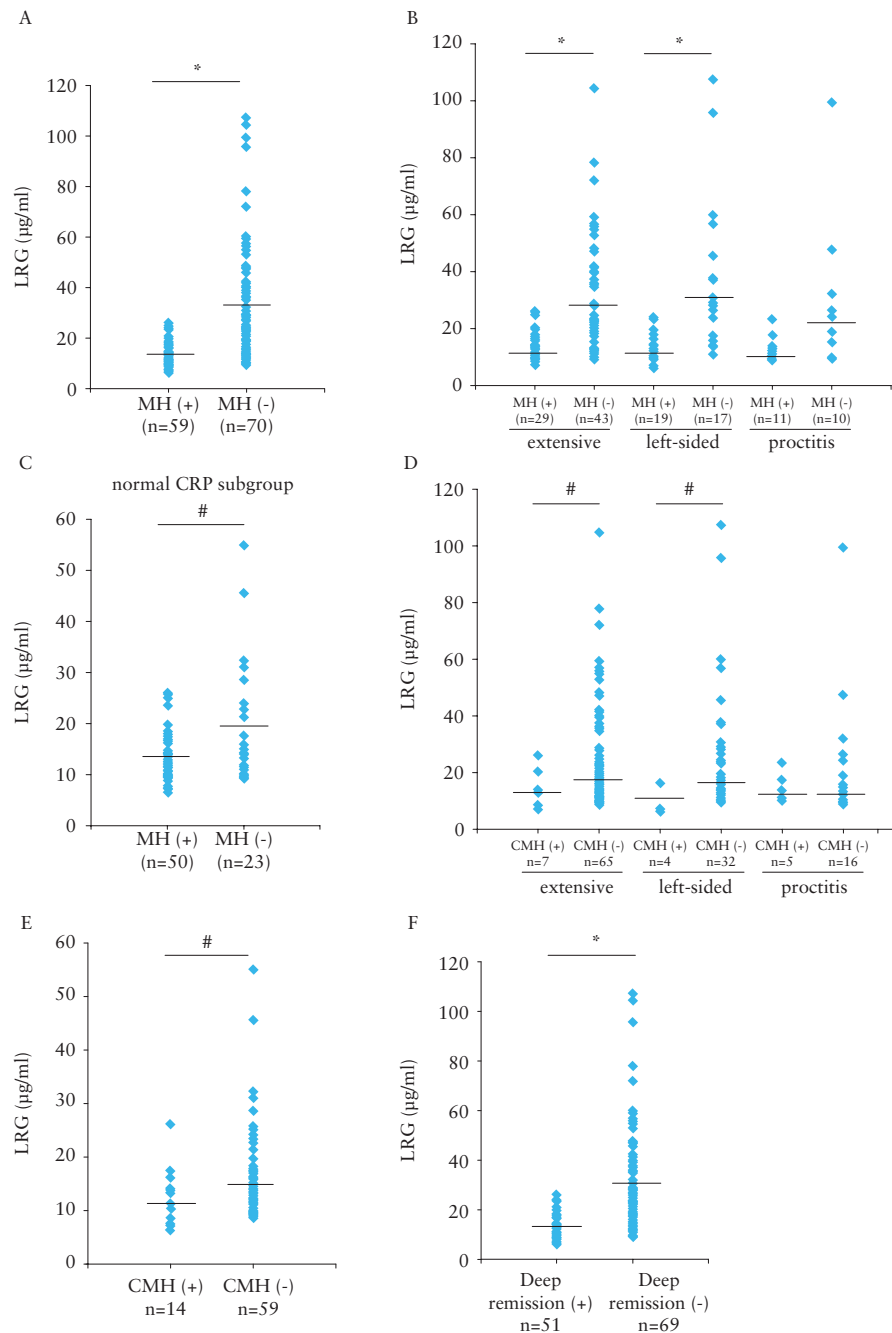 A
*
120
100
80
60
40
20
0
LRG (µg/ml)
MH (+)
(n=59)
MH (-)
(n=70)
B
*
*
120
100
80
60
40
20
0
LRG (µg/ml)
MH (+)
(n=29)
MH (-)
(n=43)
MH (+)
(n=19)
MH (-)
(n=17)
MH (+)
(n=11)
MH (-)
(n=10)
extensive
left-sided
proctitis
C
normal CRP subgroup
#
60
50
40
30
20
10
0
LRG (µg/ml)
MH (+)
(n=50)
MH (-)
(n=23)
D
#
#
120
100
80
60
40
20
0
LRG (µg/ml)
CMH (+)
n=7
CMH (-)
n=65
CMH (+)
n=4
CMH (-)
n=32
CMH (+)
n=5
CMH (-)
n=16
extensive
left-sided
proctitis
E
#
60
50
40
30
20
10
0
LRG (µg/ml)
CMH (+)
n=14
CMH (-)
n=59
F
*
120
100
80
60
40
20
0
LRG (µg/ml)
Deep
remission (+)
n=51
Deep
remission (-)
n=69